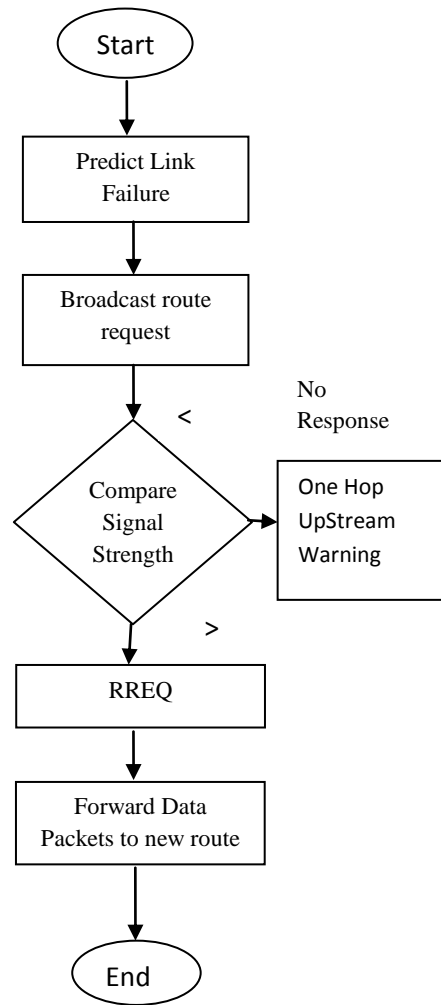 Start
Predict Link
Failure
Broadcast route
request
<
No
Response
Compare
Signal
Strength
One Hop
UpStream
Warning
>
RREQ
Forward Data
Packets to new route
End